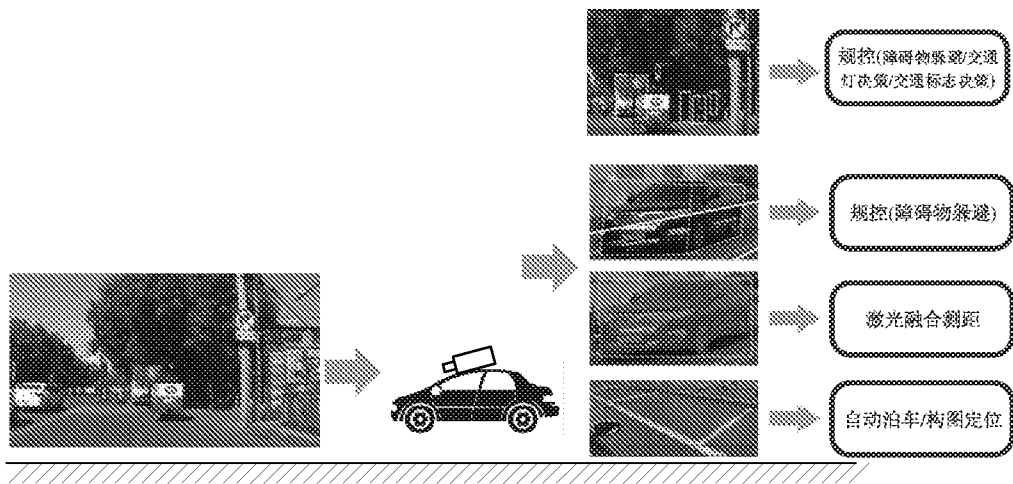 规控(障碍物躲避/交通
灯决策/交通标志决策)
规控(障碍物躲避)
激光融合测距
自动泊车/构图定位